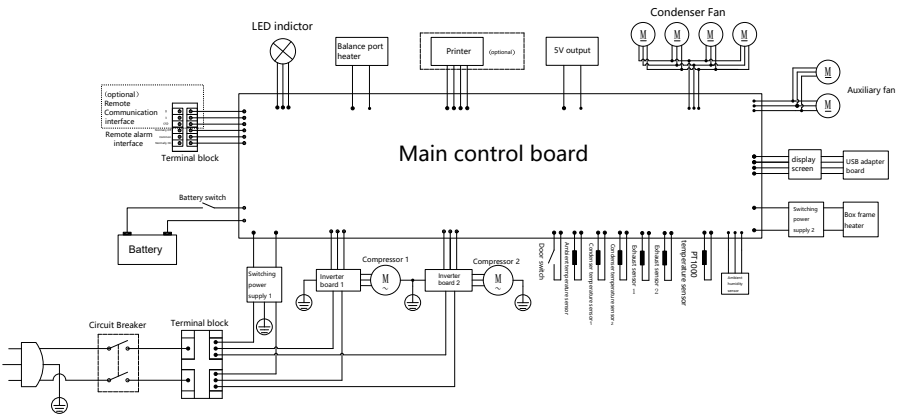 Condenser Fan
LED indictor
Balance port
heater
Printer
(optional)
5V output
M
M
M
M
M
Auxiliary fan
M
(optional)
Remote
Communication
interface
Remote alarm
interface
Terminal block
Main control board
display
screen
USB adapter
board
Battery switch
Switching
power
supply 2
Box frame
heater
Battery
Door switch
Ambient temperature sensor
Condenser temperature sensor
Condenser temperature sensor
Exhaust sensor
Exhaust sensor
PT1000
temperature sensor
Ambient
humidity
sensor
Switching
power
supply 1
Inverter
board 1
Compressor 1
M
~
Inverter
board 2
Compressor 2
M
~
Circuit Breaker
Terminal block